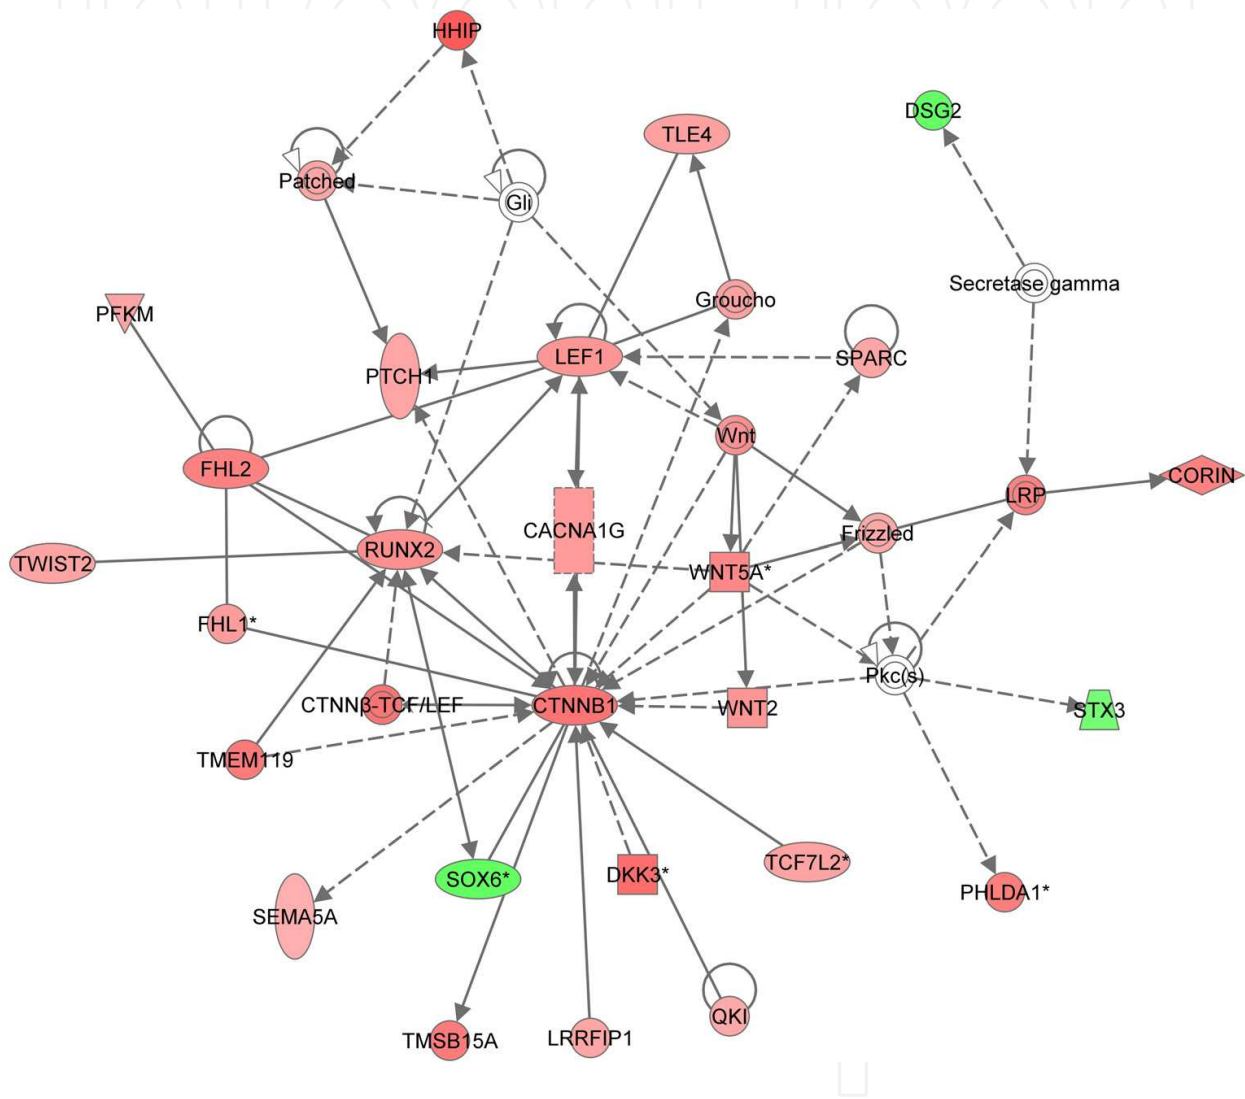 HHIP
DSG2
TLE4
Patched
Gli
Secretase gamma
Groucho
PFKM
LEF1
SPARC
PTCH1
Wnt
FHL2
CORIN
LRP
CACNA1G
Frizzled
RUNX2
TWIST2
WNT5A*
FHL1*
Pkc(s)
CTNNβ-TCF/LEF
CTNNB1
WNT2
STX3
TMEM119
TCF7L2*
DKK3*
SOX6*
PHLDA1*
SEMA5A
QKI
TMSB15A
LRRFIP1